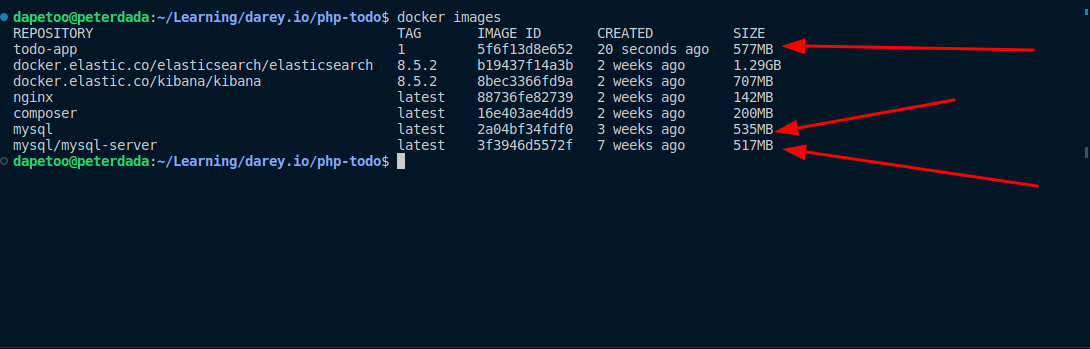 dapetoo@peterdada:~/Learning/darey.io/php-todo$ docker images
REPOSITORY TAG IMAGE ID CREATED SIZE
todo-app 1 5f6f13d8e652 20 seconds ago 577MB
docker.elastic.co/elasticsearch/elasticsearch 8.5.2 b19437f14a3b 2 weeks ago 1.29GB
docker.elastic.co/kibana/kibana 8.5.2 8bec3366fd9a 2 weeks ago 707MB
nginx latest 88736fe82739 2 weeks ago 142MB
composer latest 16e403ae4dd9 2 weeks ago 200MB
mysql latest 2a04bf34fdf0 3 weeks ago 535MB
mysql/mysql-server latest 3f3946d5572f 7 weeks ago 517MB
dapetoo@peterdada:~/Learning/darey.io/php-todo$